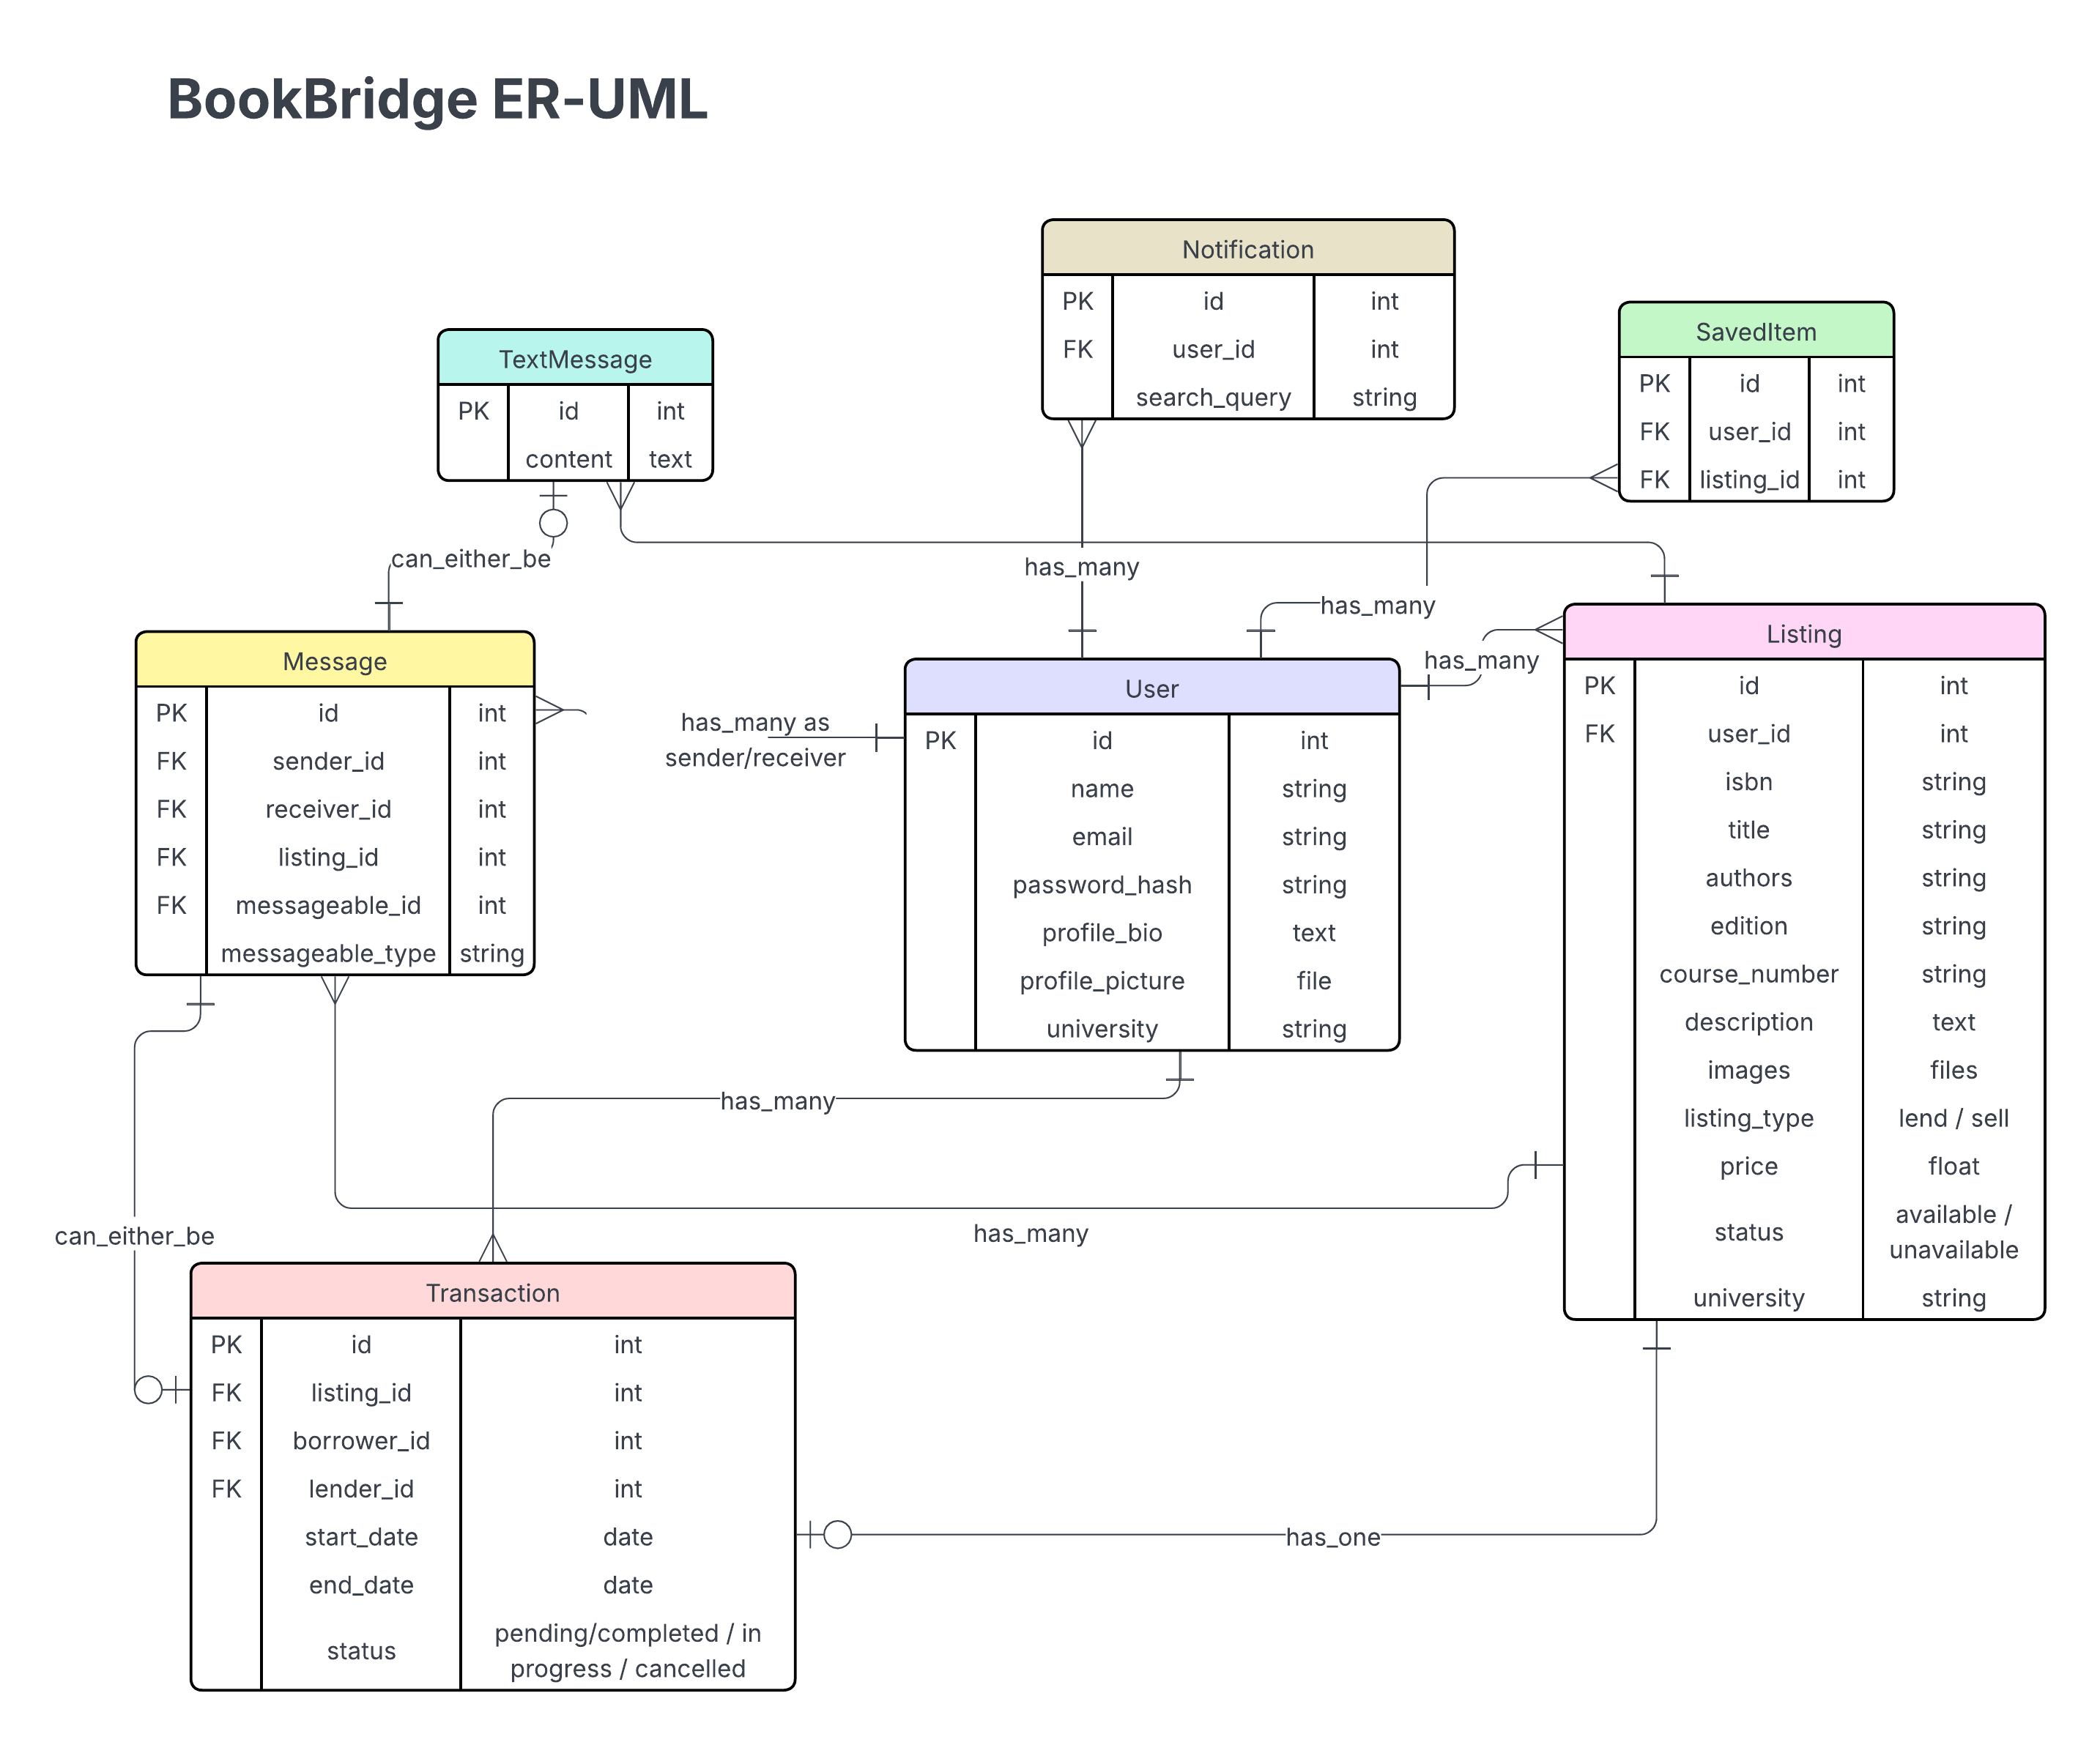 BookBridge ER-UML
Notification
PK id int
FK user_id int
search_query string
SavedItem
PK id int
FK user_id int
FK listing_id int
TextMessage
PK id int
content text
can_either_be
has_many
has_many
has_many
Message
PK id int
FK sender_id int
FK receiver_id int
FK listing_id int
FK messageable_id int
messageable_type string
has_many as
sender/receiver
User
PK id int
name string
email string
password_hash string
profile_bio text
profile_picture file
university string
Listing
PK id int
FK user_id int
isbn string
title string
authors string
edition string
course_number string
description text
images files
listing_type lend / sell
price float
status available /
unavailable
university string
has_many
has_many
can_either_be
Transaction
PK id int
FK listing_id int
FK borrower_id int
FK lender_id int
start_date date
end_date date
status pending/completed / in
progress / cancelled
has_one